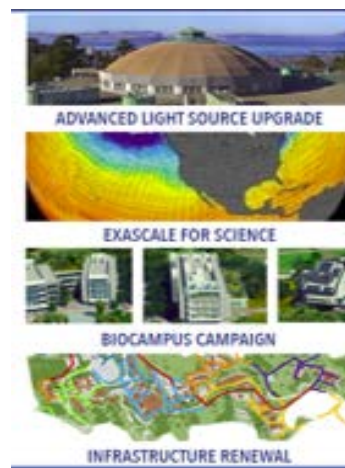 ADVANCED LIGHT SOURCE UPGRADE
EXASCALE FOR SCIENCE
BIOCAMPUS CAMPAIGN
INFRASTRUCTURE RENEWAL